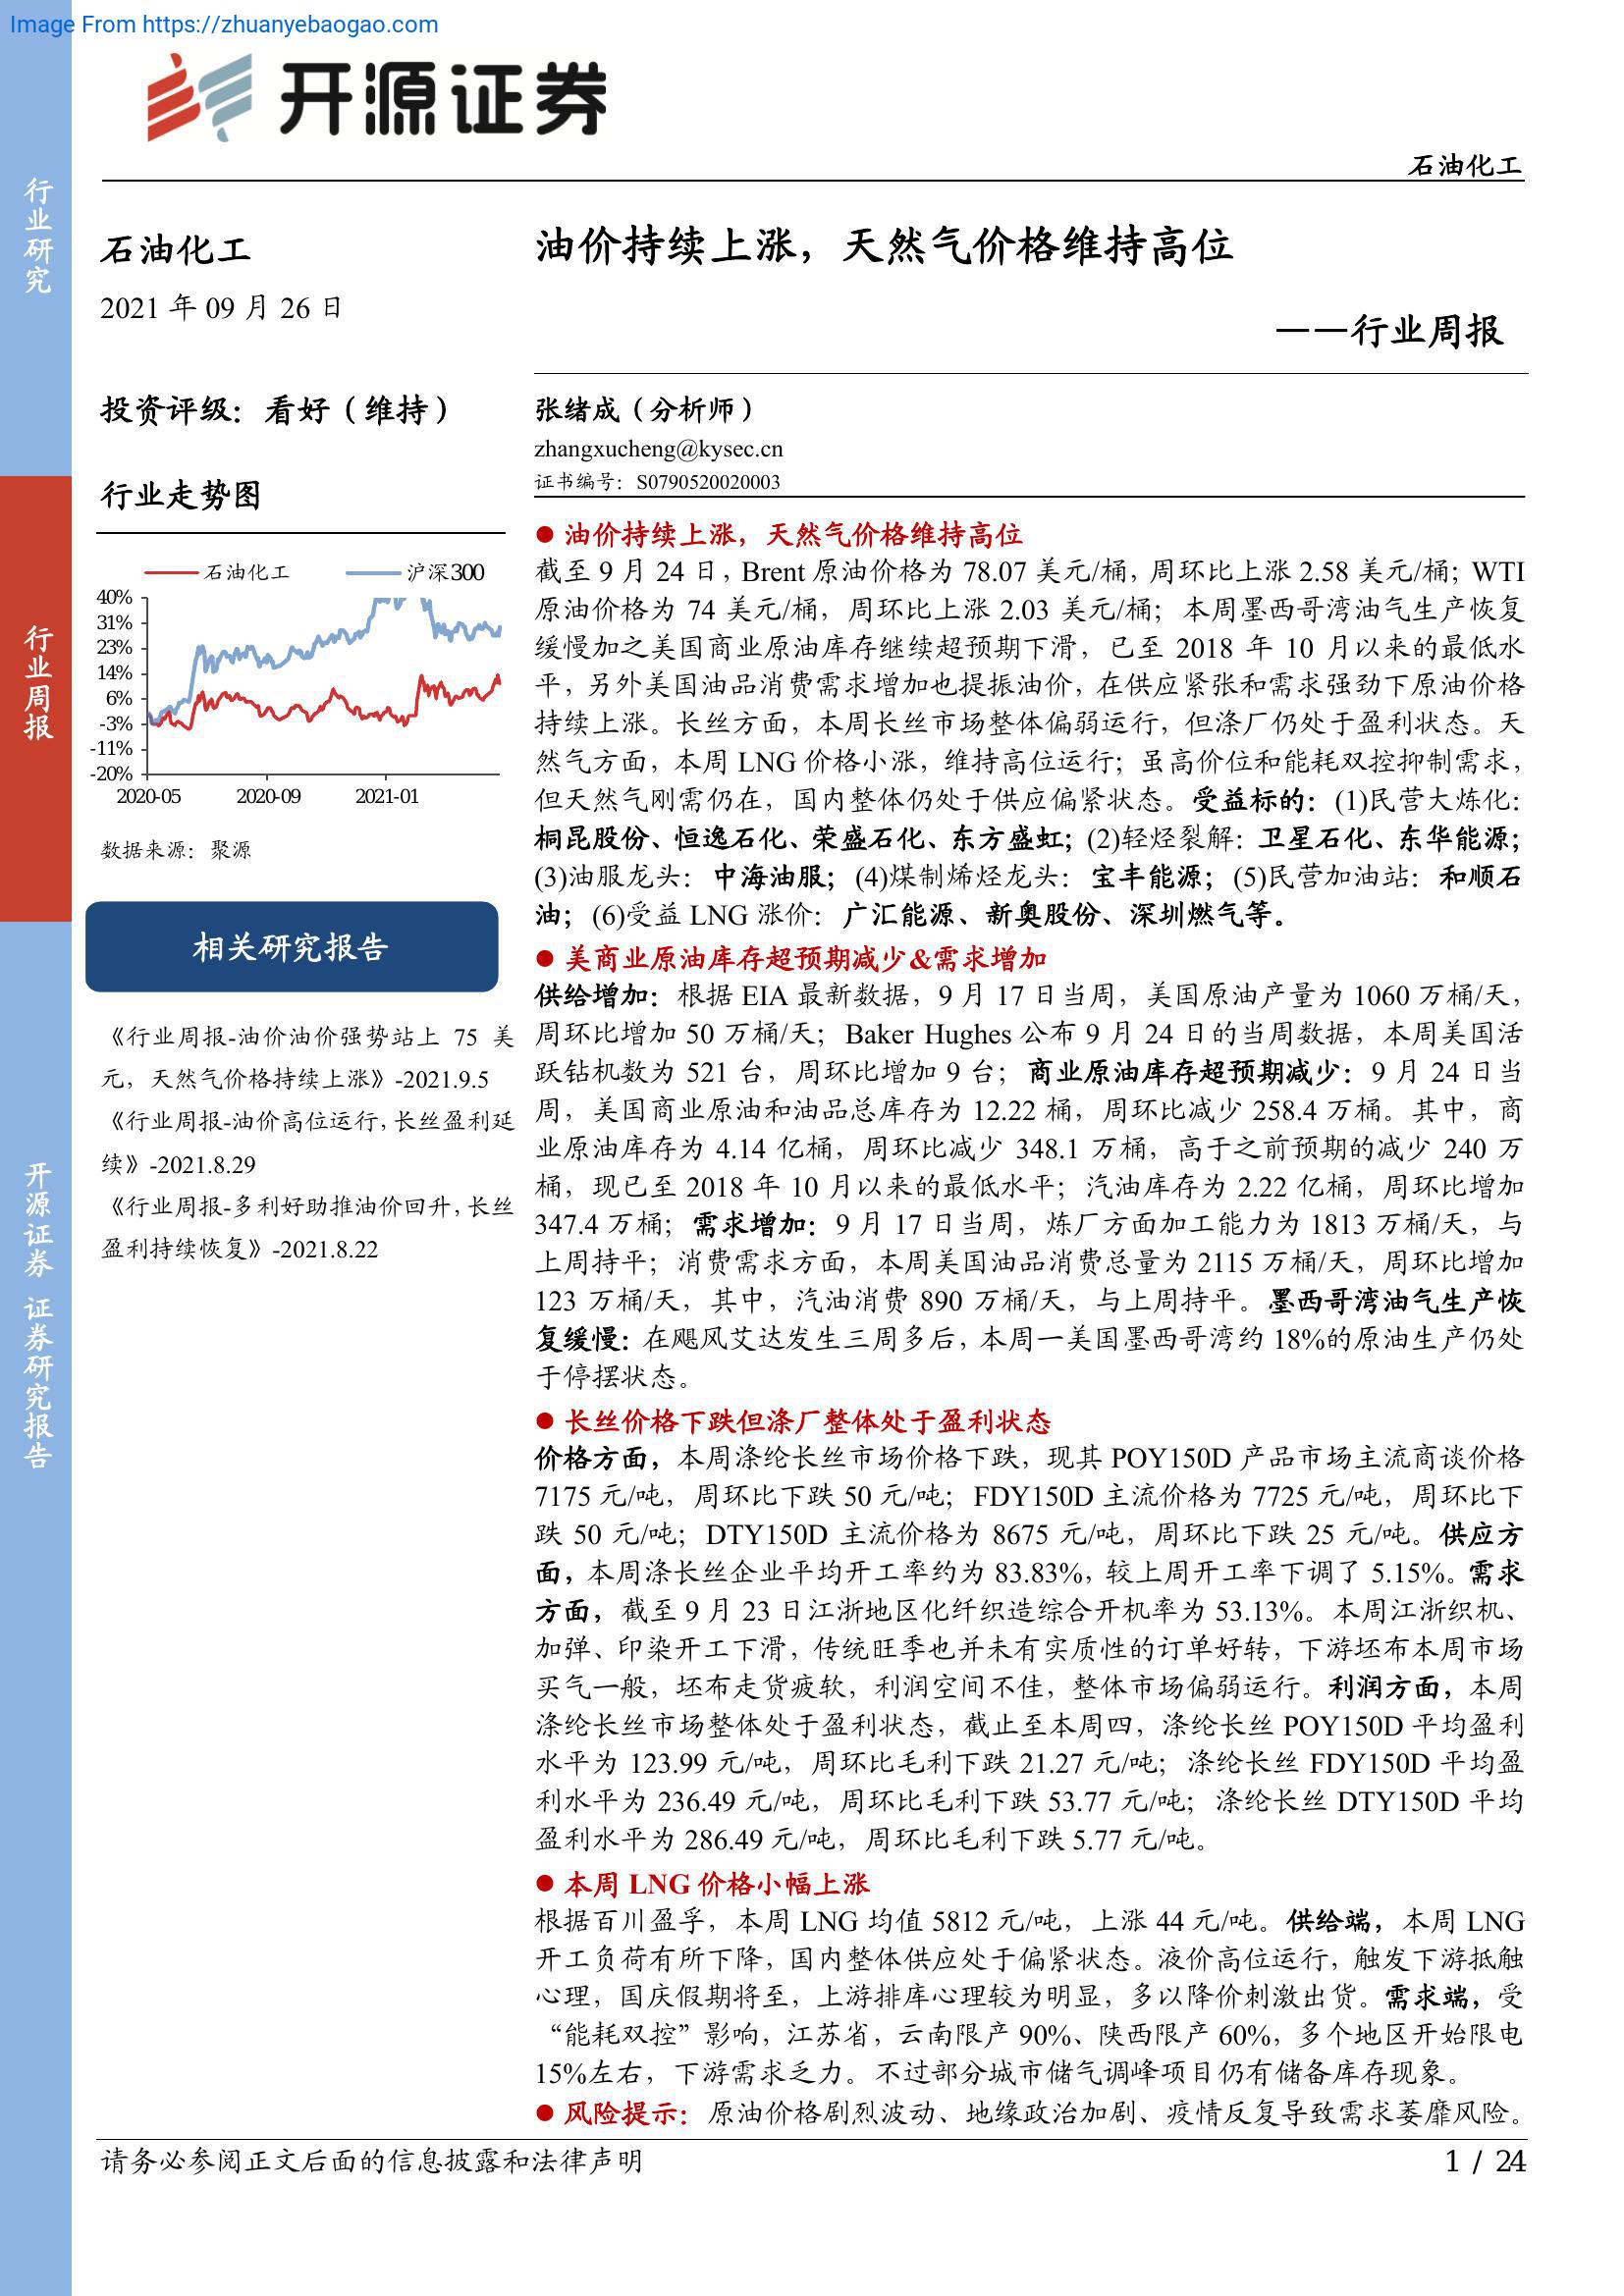 Image From https://zhuanyebaogao.com
开源证券
石油化工
行业研究
行业周报
开源证券 证券研究报告
石油化工
2021 年 09 月 26 日
投资评级：看好（维持）
行业走势图
石油化工 沪深300
40%
31%
23%
14%
6%
-3%
-11%
-20%
2020-05 2020-09 2021-01
数据来源：聚源
相关研究报告
《行业周报-油价油价强势站上 75 美
元，天然气价格持续上涨》-2021.9.5
《行业周报-油价高位运行，长丝盈利延
续》-2021.8.29
《行业周报-多利好助推油价回升，长丝
盈利持续恢复》-2021.8.22
油价持续上涨，天然气价格维持高位
——行业周报
张绪成（分析师）
zhangxucheng@kysec.cn
证书编号：S0790520020003
● 油价持续上涨，天然气价格维持高位
截至 9 月 24 日，Brent 原油价格为 78.07 美元/桶，周环比上涨 2.58 美元/桶；WTI
原油价格为 74 美元/桶，周环比上涨 2.03 美元/桶；本周墨西哥湾油气生产恢复
缓慢加之美国商业原油库存继续超预期下滑，已至 2018 年 10 月以来的最低水
平，另外美国油品消费需求增加也提振油价，在供应紧张和需求强劲下原油价格
持续上涨。长丝方面，本周长丝市场整体偏弱运行，但涤厂仍处于盈利状态。天
然气方面，本周 LNG 价格小涨，维持高位运行；虽高价位和能耗双控抑制需求，
但天然气刚需仍在，国内整体仍处于供应偏紧状态。受益标的：(1)民营大炼化：
桐昆股份、恒逸石化、荣盛石化、东方盛虹；(2)轻烃裂解：卫星石化、东华能源；
(3)油服龙头：中海油服；(4)煤制烯烃龙头：宝丰能源；(5)民营加油站：和顺石
油；(6)受益 LNG 涨价：广汇能源、新奥股份、深圳燃气等。
● 美商业原油库存超预期减少&需求增加
供给增加：根据 EIA 最新数据，9 月 17 日当周，美国原油产量为 1060 万桶/天，
周环比增加 50 万桶/天；Baker Hughes 公布 9 月 24 日的当周数据，本周美国活
跃钻机数为 521 台，周环比增加 9 台；商业原油库存超预期减少：9 月 24 日当
周，美国商业原油和油品总库存为 12.22 桶，周环比减少 258.4 万桶。其中，商
业原油库存为 4.14 亿桶，周环比减少 348.1 万桶，高于之前预期的减少 240 万
桶，现已至 2018 年 10 月以来的最低水平；汽油库存为 2.22 亿桶，周环比增加
347.4 万桶；需求增加：9 月 17 日当周，炼厂方面加工能力为 1813 万桶/天，与
上周持平；消费需求方面，本周美国油品消费总量为 2115 万桶/天，周环比增加
123 万桶/天，其中，汽油消费 890 万桶/天，与上周持平。墨西哥湾油气生产恢
复缓慢：在飓风艾达发生三周多后，本周一美国墨西哥湾约 18%的原油生产仍处
于停摆状态。
● 长丝价格下跌但涤厂整体处于盈利状态
价格方面，本周涤纶长丝市场价格下跌，现其 POY150D 产品市场主流商谈价格
7175 元/吨，周环比下跌 50 元/吨；FDY150D 主流价格为 7725 元/吨，周环比下
跌 50 元/吨；DTY150D 主流价格为 8675 元/吨，周环比下跌 25 元/吨。供应方
面，本周涤长丝企业平均开工率约为 83.83%，较上周开工率下调了 5.15%。需求
方面，截至 9 月 23 日江浙地区化纤织造综合开机率为 53.13%。本周江浙织机、
加弹、印染开工下滑，传统旺季也并未有实质性的订单好转，下游坯布本周市场
买气一般，坯布走货疲软，利润空间不佳，整体市场偏弱运行。利润方面，本周
涤纶长丝市场整体处于盈利状态，截止至本周四，涤纶长丝 POY150D 平均盈利
水平为 123.99 元/吨，周环比毛利下跌 21.27 元/吨；涤纶长丝 FDY150D 平均盈
利水平为 236.49 元/吨，周环比毛利下跌 53.77 元/吨；涤纶长丝 DTY150D 平均
盈利水平为 286.49 元/吨，周环比毛利下跌 5.77 元/吨。
● 本周 LNG 价格小幅上涨
根据百川盈孚，本周 LNG 均值 5812 元/吨，上涨 44 元/吨。供给端，本周 LNG
开工负荷有所下降，国内整体供应处于偏紧状态。液价高位运行，触发下游抵触
心理，国庆假期将至，上游排库心理较为明显，多以降价刺激出货。需求端，受
“能耗双控”影响，江苏省，云南限产 90%、陕西限产 60%，多个地区开始限电
15%左右，下游需求乏力。不过部分城市储气调峰项目仍有储备库存现象。
● 风险提示：原油价格剧烈波动、地缘政治加剧、疫情反复导致需求萎靡风险。
请务必参阅正文后面的信息披露和法律声明
1 / 24